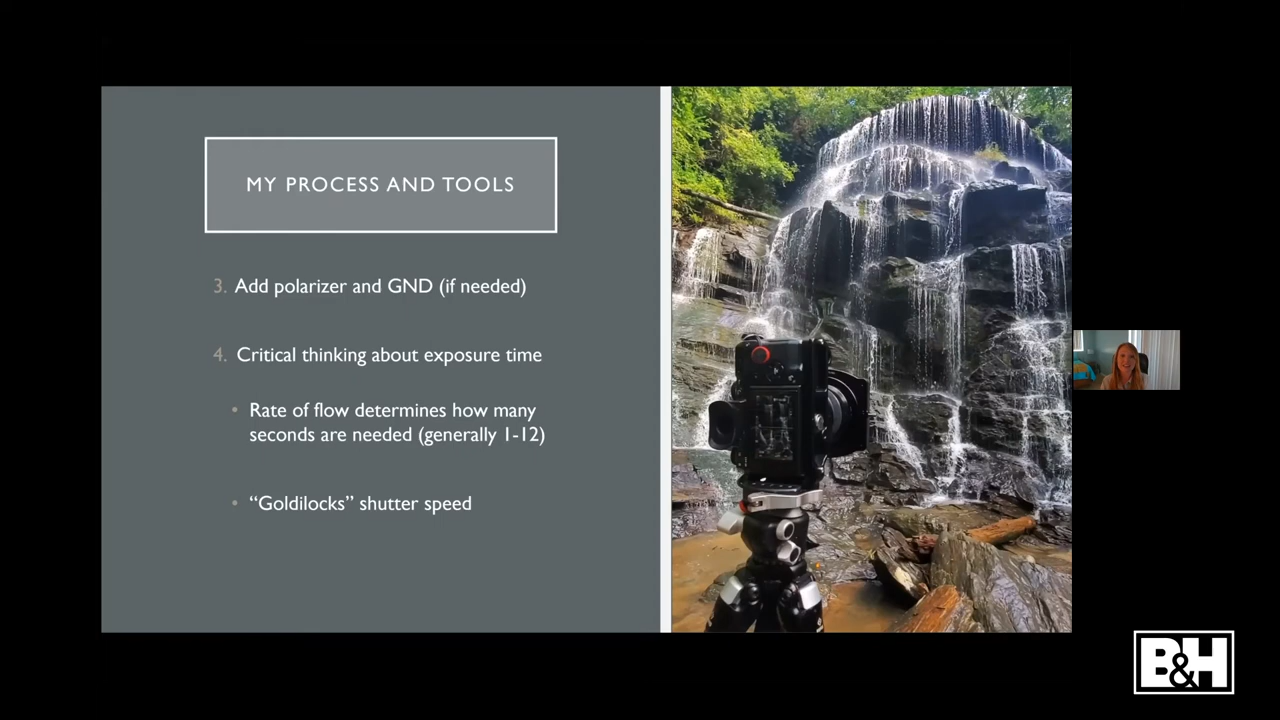 MY PROCESS AND TOOLS
3. Add polarizer and GND (if needed)
4. Critical thinking about exposure time
• Rate of flow determines how many
seconds are needed (generally 1-12)
• “Goldilocks” shutter speed
B&H